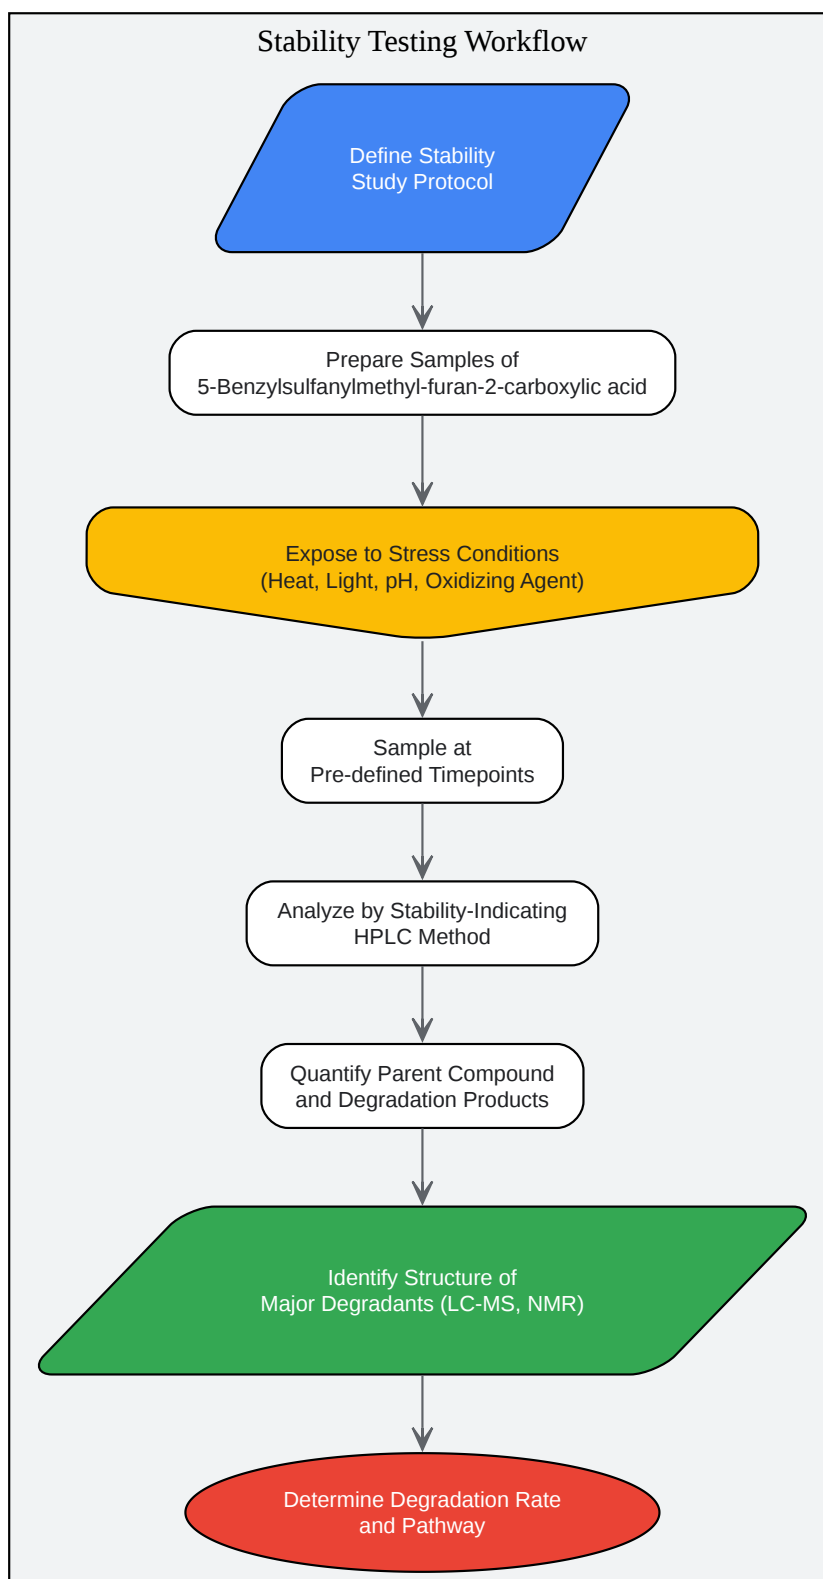 Stability Testing Workflow
Define Stability
Study Protocol
Prepare Samples of
5-Benzylsulfanylmethyl-furan-2-carboxylic acid
Expose to Stress Conditions
(Heat, Light, pH, Oxidizing Agent)
Sample at
Pre-defined Timepoints
Analyze by Stability-Indicating
HPLC Method
Quantify Parent Compound
and Degradation Products
Identify Structure of
Major Degradants (LC-MS, NMR)
Determine Degradation Rate
and Pathway